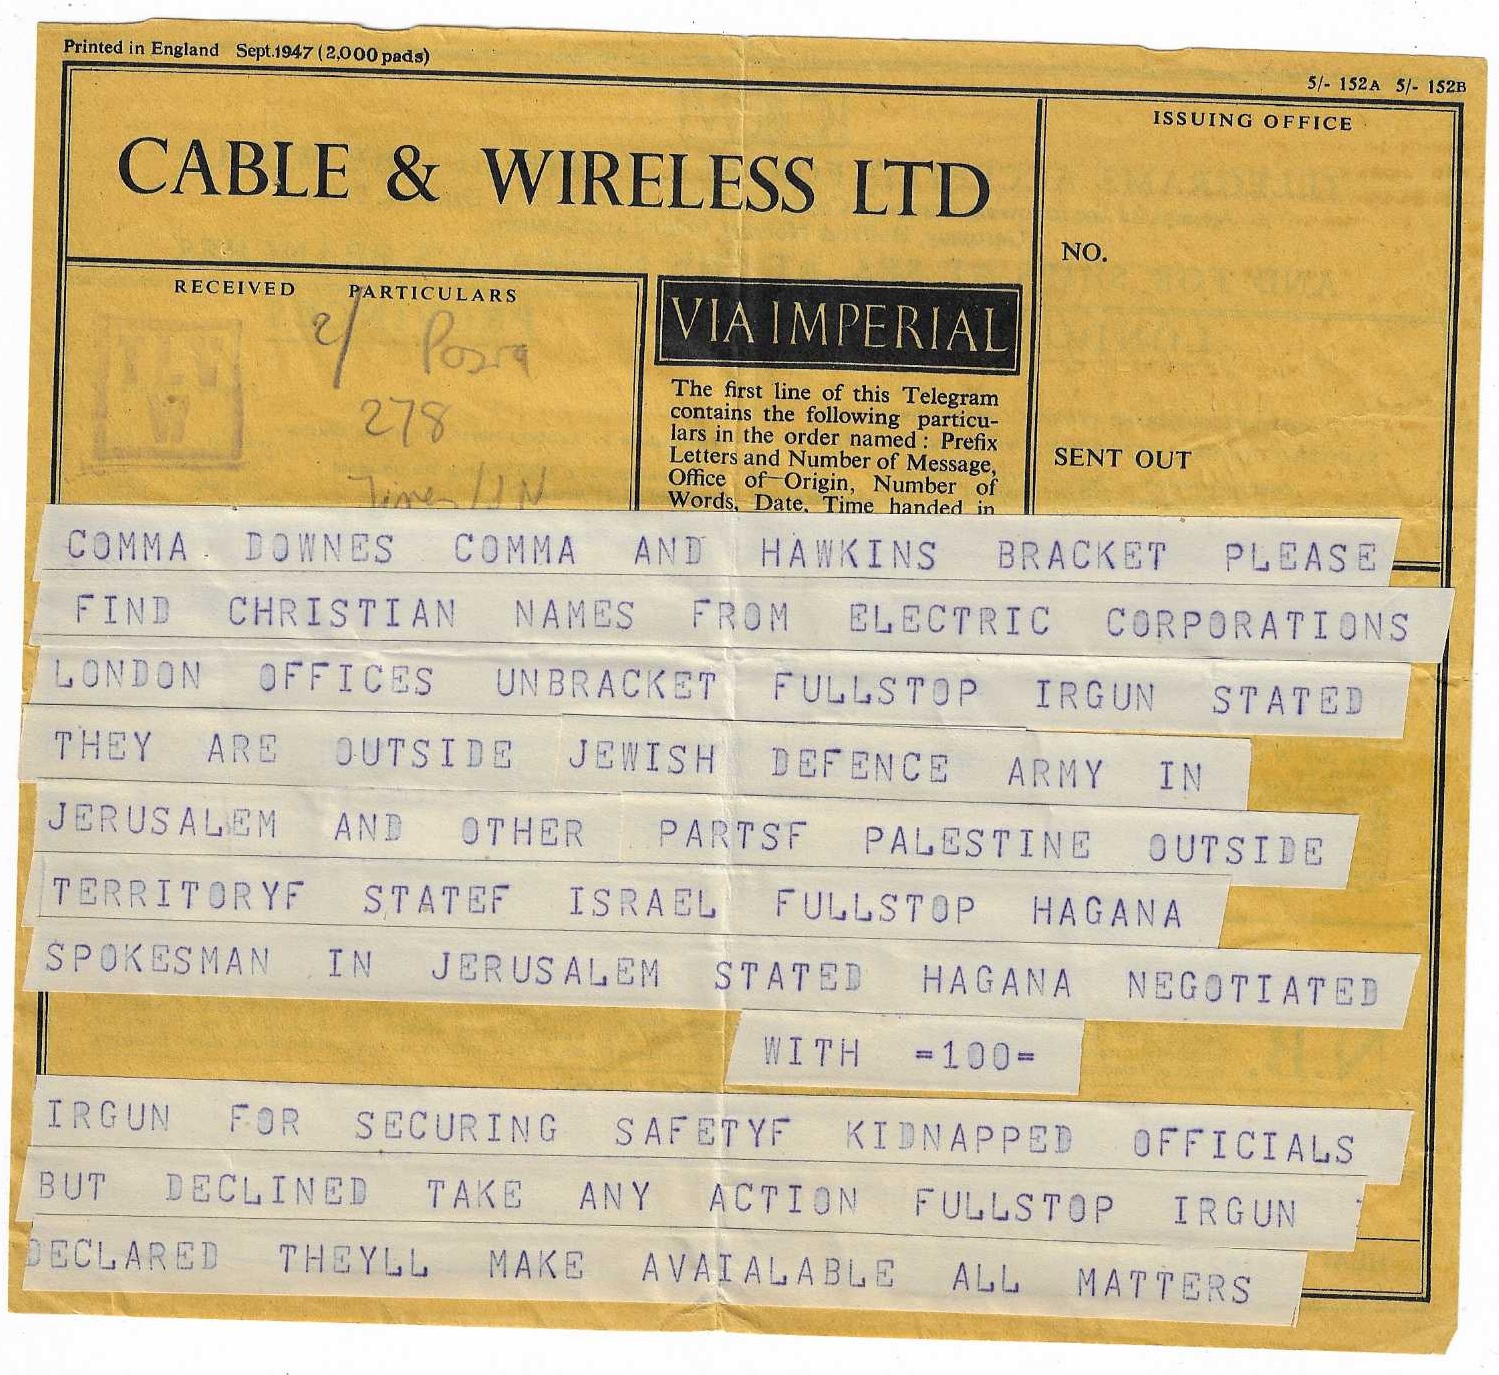 Printed in England Sept.1947 (2,000 pads)
5/- 152A 5/- 152B
CABLE & WIRELESS LTD
ISSUING OFFICE
NO.
SENT OUT
RECEIVED PARTICULARS
2/
278
VIA IMPERIAL
The first line of this Telegram
contains the following particu-
lars in the order named : Prefix
Letters and Number of Message,
Office of Origin, Number of
Words, Date, Time handed in
COMMA DOWNES COMMA AND HAWKINS BRACKET PLEASE
FIND CHRISTIAN NAMES FROM ELECTRIC CORPORATIONS
LONDON OFFICES UNBRACKET FULLSTOP IRGUN STATED
THEY ARE OUTSIDE JEWISH DEFENCE ARMY IN
JERUSALEM AND OTHER PARTSF PALESTINE OUTSIDE
TERRITORYF STATEF ISRAEL FULLSTOP HAGANA
SPOKESMAN IN JERUSALEM STATED HAGANA NEGOTIATED
WITH =100=
IRGUN FOR SECURING SAFETYF KIDNAPPED OFFICIALS
BUT DECLINED TAKE ANY ACTION FULLSTOP IRGUN
DECLARED THEYLL MAKE AVAIALABLE ALL MATTERS